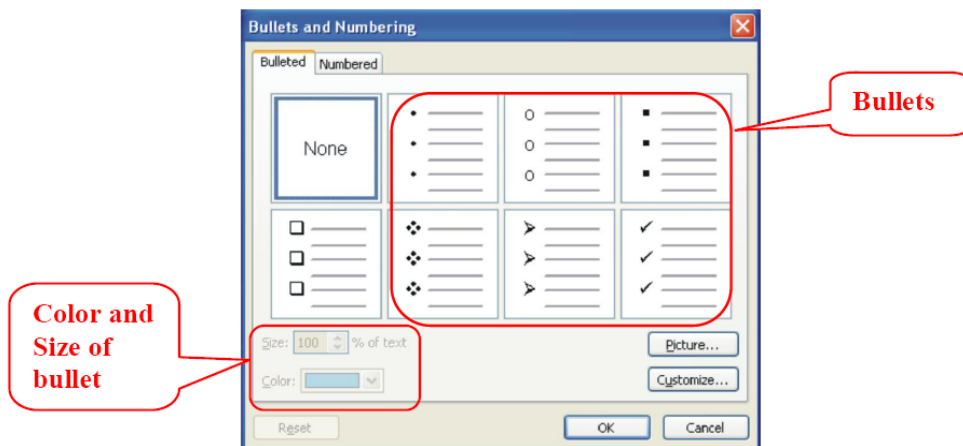 Bullets and Numbering
Bulleted Numbered
Bullets
None
Color and
Size of
bullet
Size: 100 % of text
Picture...
Color:
Customize...
Reset OK Cancel